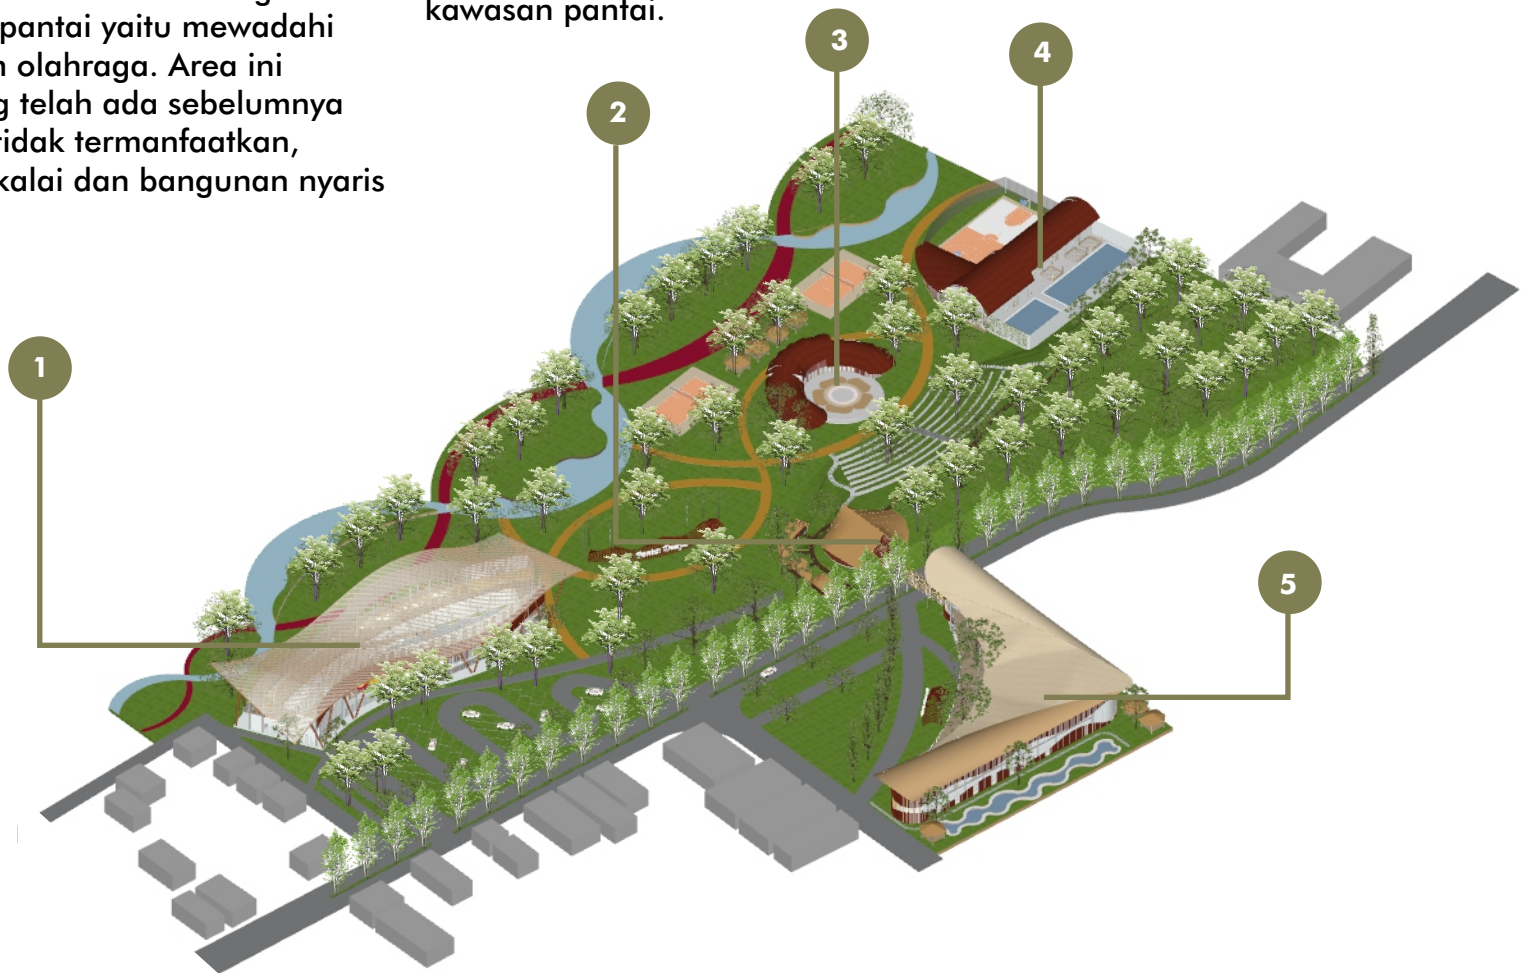 pantai yaitu mewadahi
olahraga. Area ini
telah ada sebelumnya
tidak termanfaatkan,
kalai dan bangunan nyaris
kawasan pantai.
3
4
2
1
5